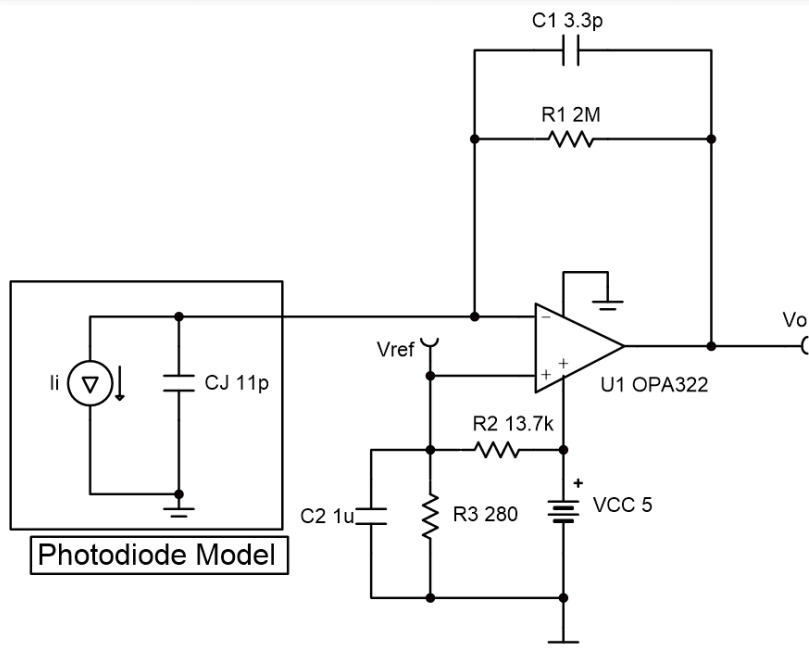 C1 3.3p
R1 2M
Vo
Vref
Ii
CJ 11p
U1 OPA322
R2 13.7k
C2 1u
R3 280
VCC 5
Photodiode Model